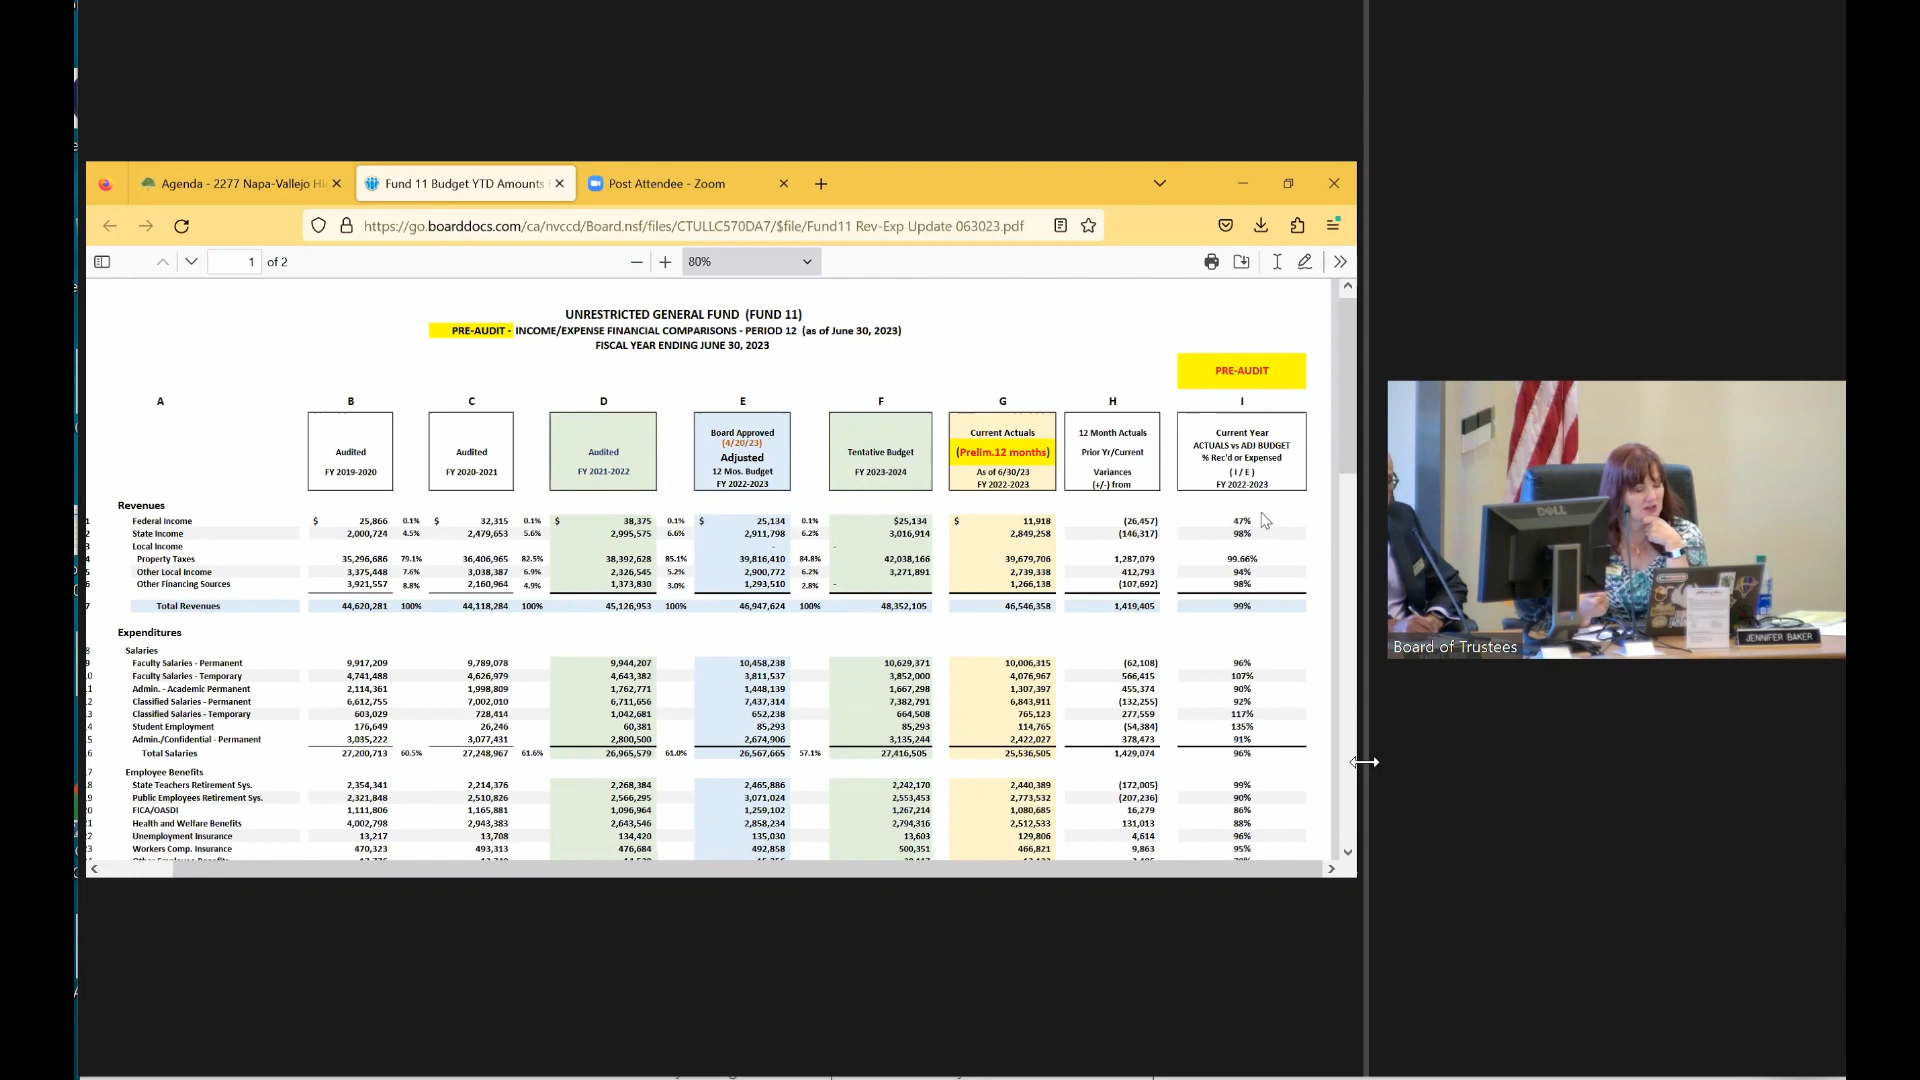 Agenda - 2277 Napa-Vallejo Hi
Fund 11 Budget YTD Amounts
Post Attendee - Zoom
https://go.boarddocs.com/ca/nvccd/Board.nsf/files/CTULLC570DA7/$file/Fund11 Rev-Exp Update 063023.pdf
1 of 2
80%
UNRESTRICTED GENERAL FUND (FUND 11)
PRE-AUDIT - INCOME/EXPENSE FINANCIAL COMPARISONS - PERIOD 12 (as of June 30, 2023)
FISCAL YEAR ENDING JUNE 30, 2023
PRE-AUDIT
A B C D E F G H I
Audited FY 2019-2020
Audited FY 2020-2021
Audited FY 2021-2022
Board Approved (4/20/23) Adjusted 12 Mos. Budget FY 2022-2023
Tentative Budget FY 2023-2024
Current Actuals (Prelim.12 months) As of 6/30/23 FY 2022-2023
12 Month Actuals Prior Yr/Current Variances (+/-) from
Current Year ACTUALS vs ADJ BUDGET % Rec'd or Expensed ( I / E ) FY 2022-2023
Revenues
1 Federal Income $ 25,866 0.1% $ 32,315 0.1% $ 38,375 0.1% $ 25,134 0.1% $25,134 $ 11,918 (26,457) 47%
2 State Income 2,000,724 4.5% 2,479,653 5.6% 2,995,575 6.6% 2,911,798 6.2% 3,016,914 2,849,258 (146,317) 98%
3 Local Income - -
4 Property Taxes 35,296,686 79.1% 36,406,965 82.5% 38,392,628 85.1% 39,816,410 84.8% 42,038,166 39,679,706 1,287,079 99.66%
5 Other Local Income 3,375,448 7.6% 3,038,387 6.9% 2,326,545 5.2% 2,900,772 6.2% 3,271,891 2,739,338 412,793 94%
6 Other Financing Sources 3,921,557 8.8% 2,160,964 4.9% 1,373,830 3.0% 1,293,510 2.8% - 1,266,138 (107,692) 98%
7 Total Revenues 44,620,281 100% 44,118,284 100% 45,126,953 100% 46,947,624 100% 48,352,105 46,546,358 1,419,405 99%
Expenditures
8 Salaries
9 Faculty Salaries - Permanent 9,917,209 9,789,078 9,944,207 10,458,238 10,629,371 10,006,315 (62,108) 96%
10 Faculty Salaries - Temporary 4,741,488 4,626,979 4,643,382 3,811,537 3,852,000 4,076,967 566,415 107%
11 Admin. - Academic Permanent 2,114,361 1,998,809 1,762,771 1,448,139 1,667,298 1,307,397 455,374 90%
12 Classified Salaries - Permanent 6,612,755 7,002,010 6,711,656 7,437,314 7,382,791 6,843,911 (132,255) 92%
13 Classified Salaries - Temporary 603,029 728,414 1,042,681 652,238 664,508 765,123 277,559 117%
14 Student Employment 176,649 26,246 60,381 85,293 85,293 114,765 (54,384) 135%
15 Admin./Confidential - Permanent 3,035,222 3,077,431 2,800,500 2,674,906 3,135,244 2,422,027 378,473 91%
16 Total Salaries 27,200,713 60.5% 27,248,967 61.6% 26,965,579 61.0% 26,567,665 57.1% 27,416,505 25,536,505 1,429,074 96%
17 Employee Benefits
18 State Teachers Retirement Sys. 2,354,341 2,214,376 2,268,384 2,465,886 2,242,170 2,440,389 (172,005) 99%
19 Public Employees Retirement Sys. 2,321,848 2,510,826 2,566,295 3,071,024 2,553,453 2,773,532 (207,236) 90%
20 FICA/OASDI 1,111,806 1,165,881 1,096,964 1,259,102 1,267,214 1,080,685 16,279 86%
21 Health and Welfare Benefits 4,002,798 2,943,383 2,643,546 2,858,234 2,794,316 2,512,533 131,013 88%
22 Unemployment Insurance 13,217 13,708 134,420 135,030 13,603 129,806 4,614 96%
23 Workers Comp. Insurance 470,323 493,313 476,684 492,858 500,351 466,821 9,863 95%
DELL
JENNIFER BAKER
Board of Trustees